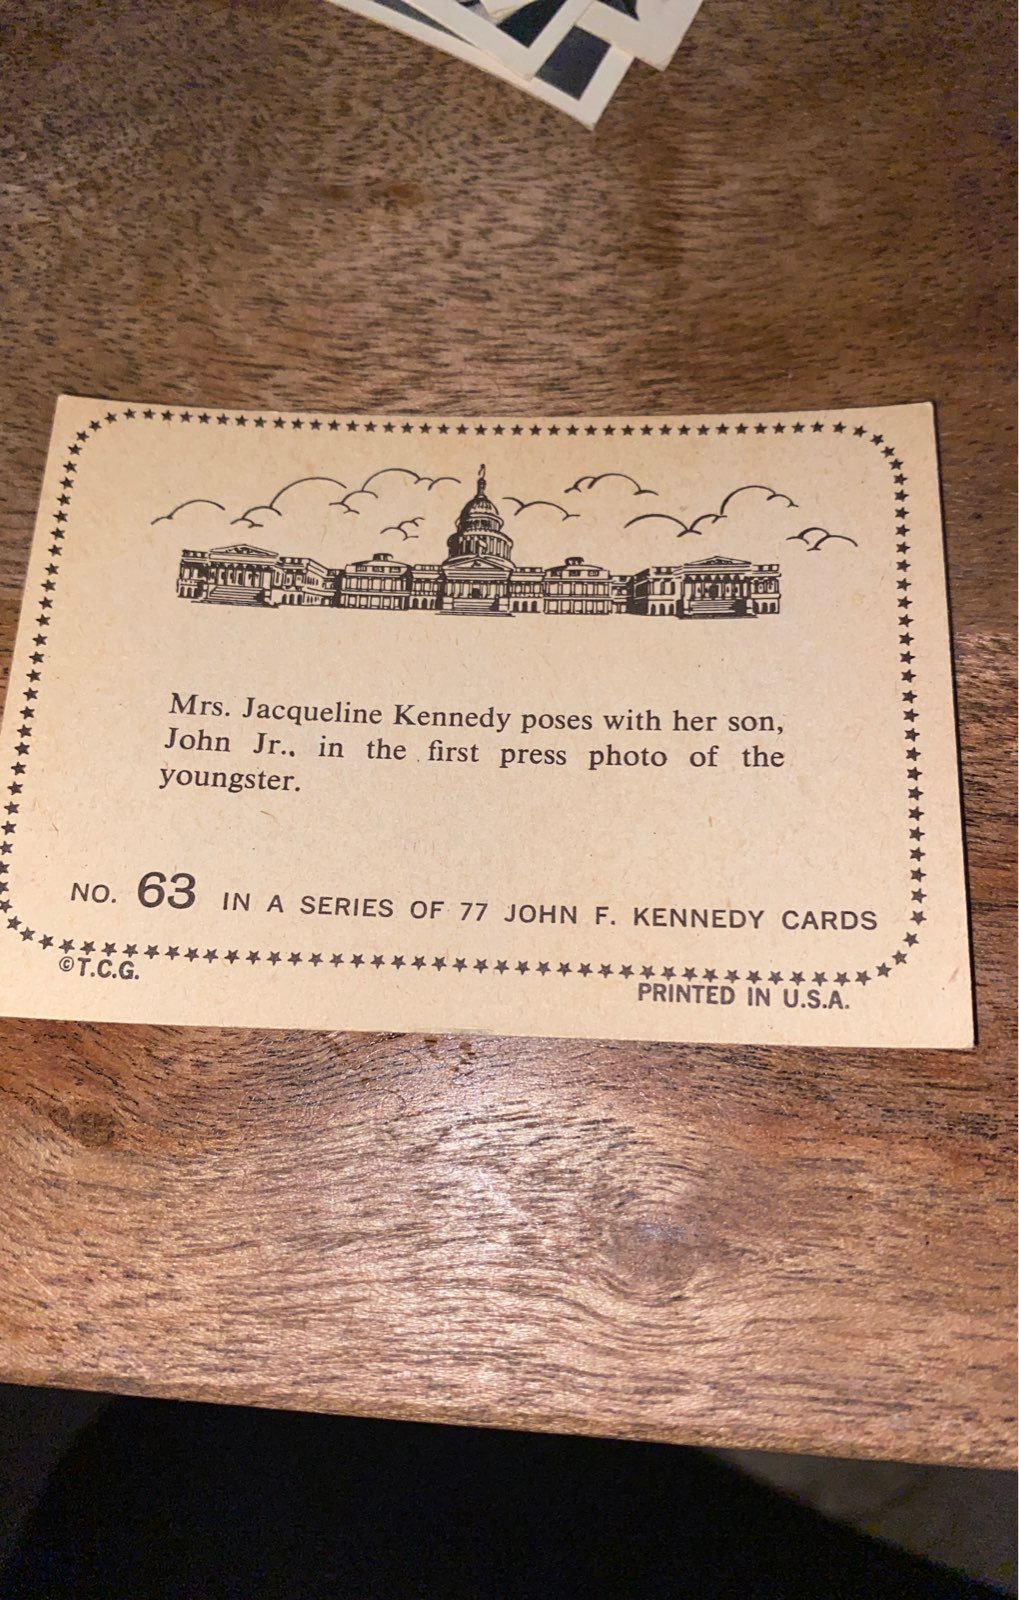 Mrs. Jacqueline Kennedy poses with her son,
John Jr., in the first press photo of the
youngster.
NO. 63 IN A SERIES OF 77 JOHN F. KENNEDY CARDS
©T.C.G.
PRINTED IN U.S.A.